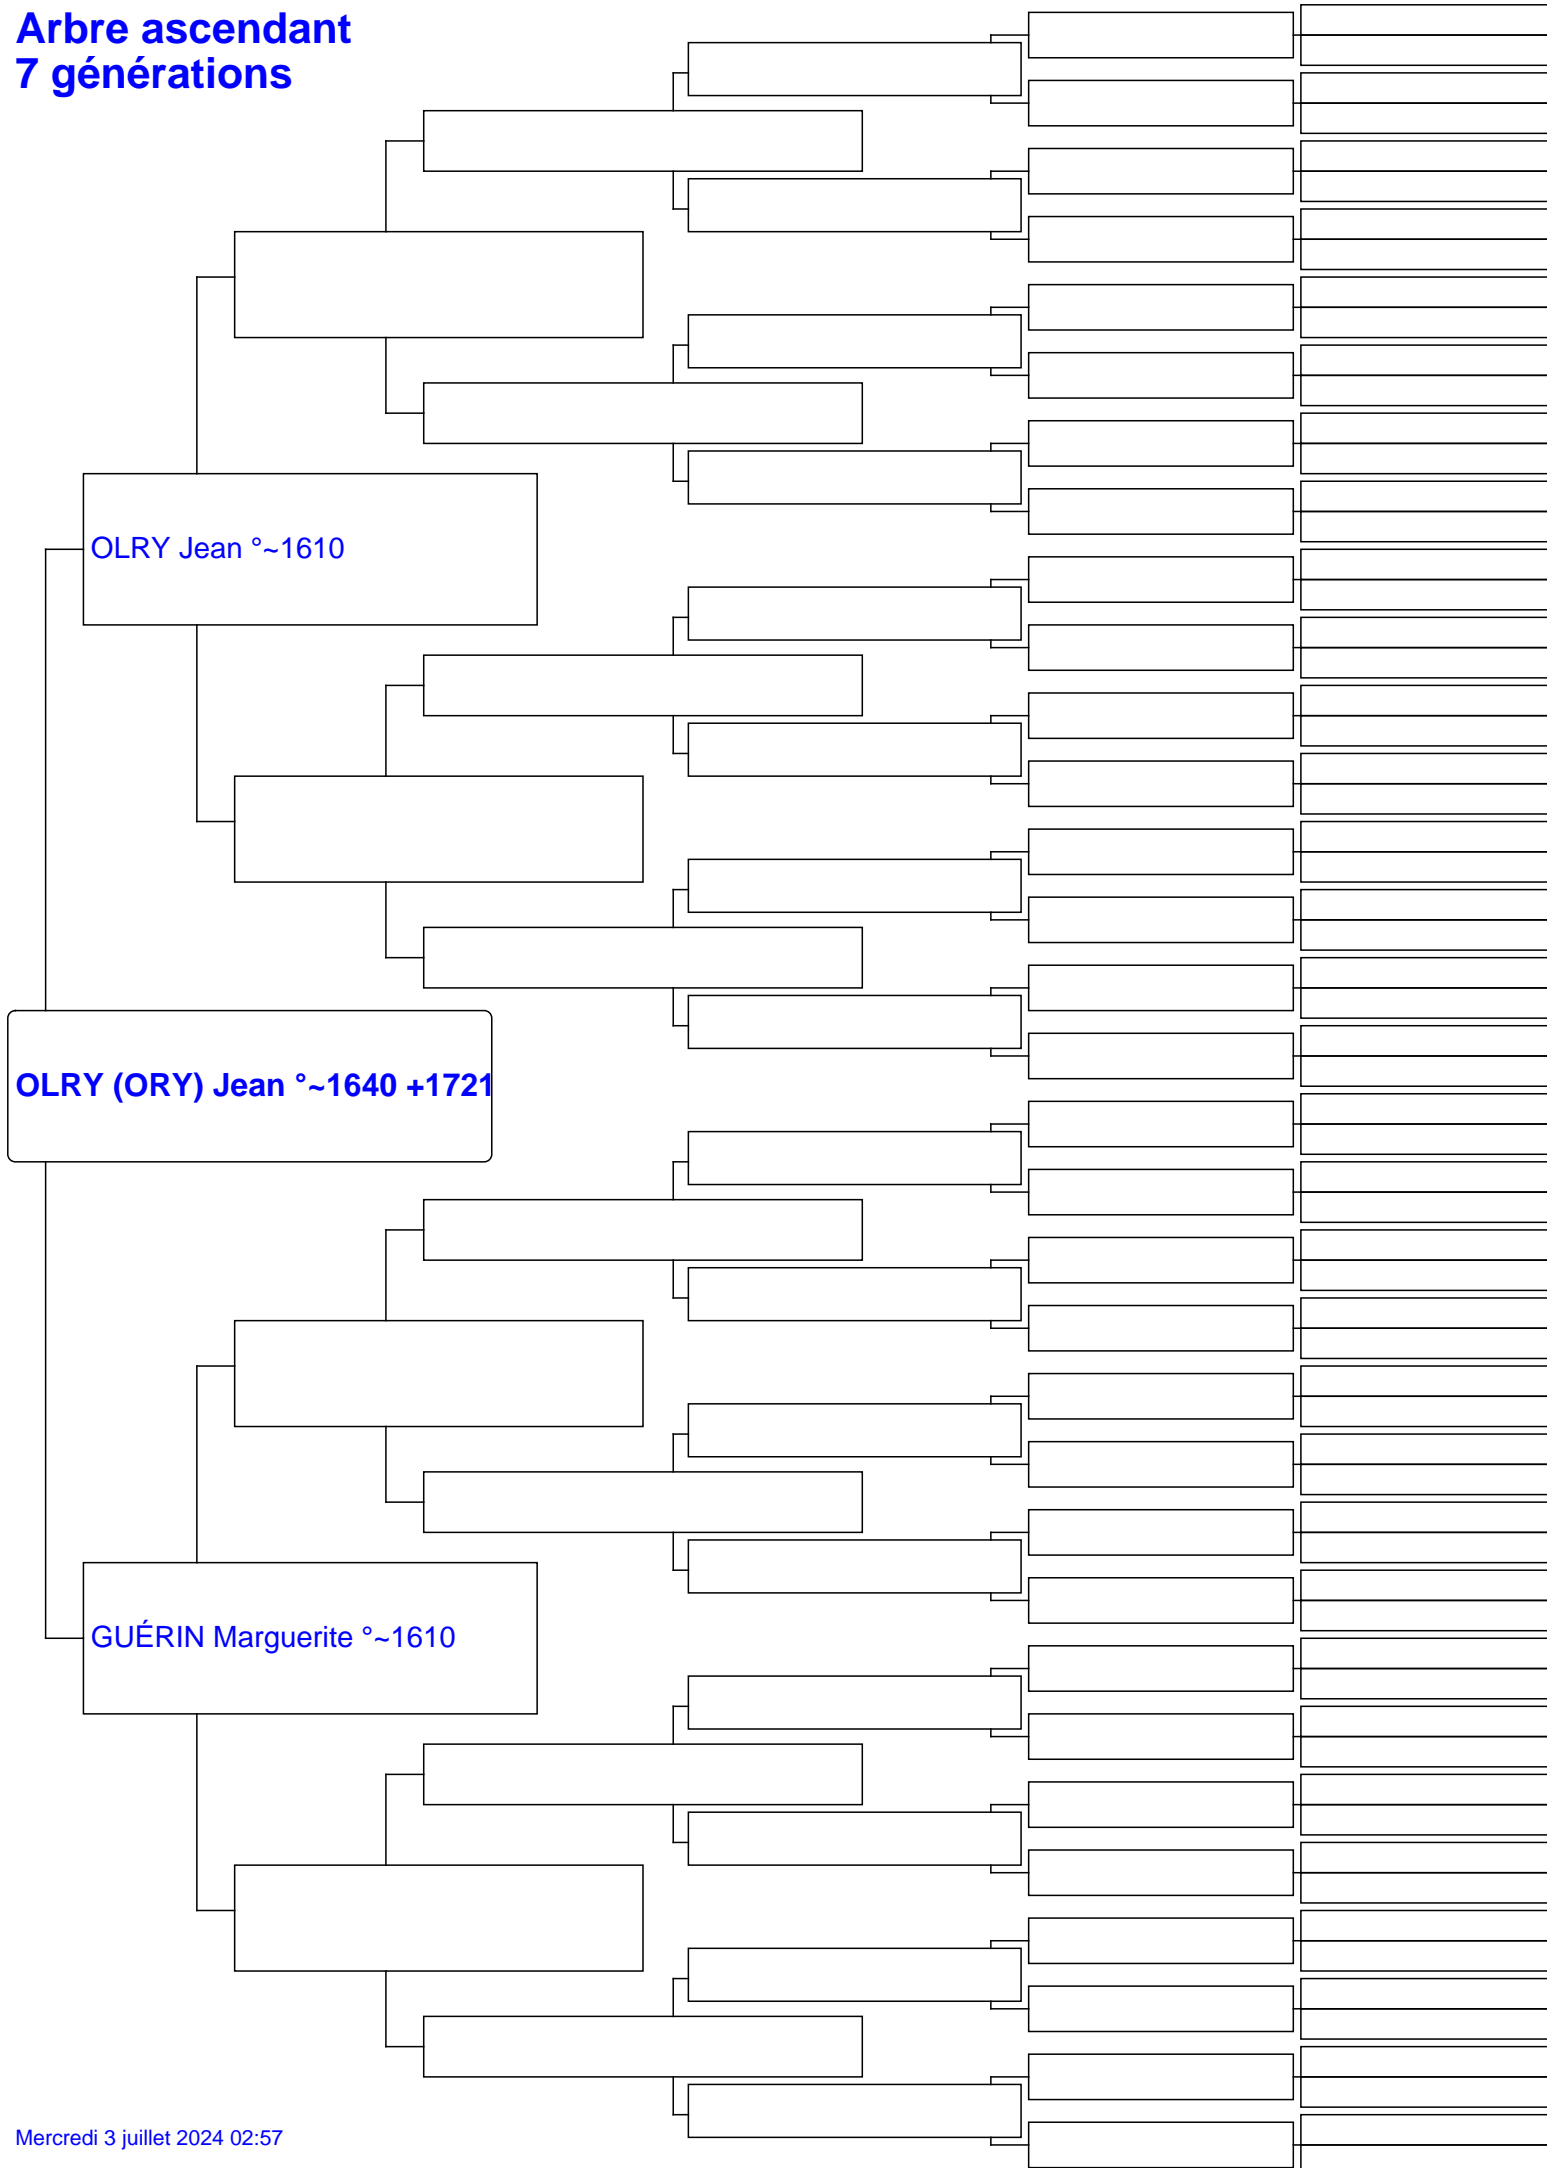 Arbre ascendant
7 générations
OLRY Jean °~1610
OLRY (ORY) Jean °~1640 +1721
GUÉRIN Marguerite °~1610
Mercredi 3 juillet 2024 02:57